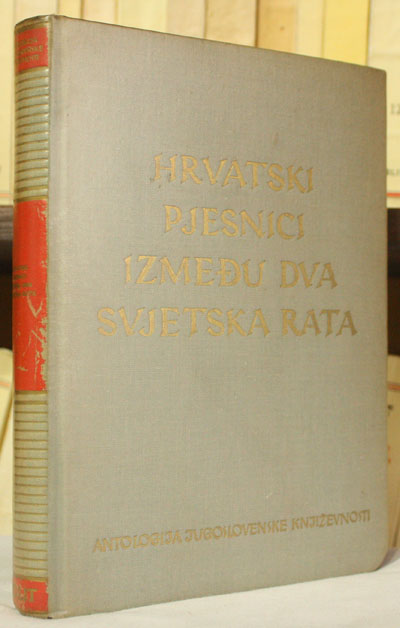 HRVATSKI
PJESNICI
IZMEĐU DVA
SVJETSKA RATA
ANTOLOGIJA JUGOSLOVENSKE KNJIŽEVNOSTI